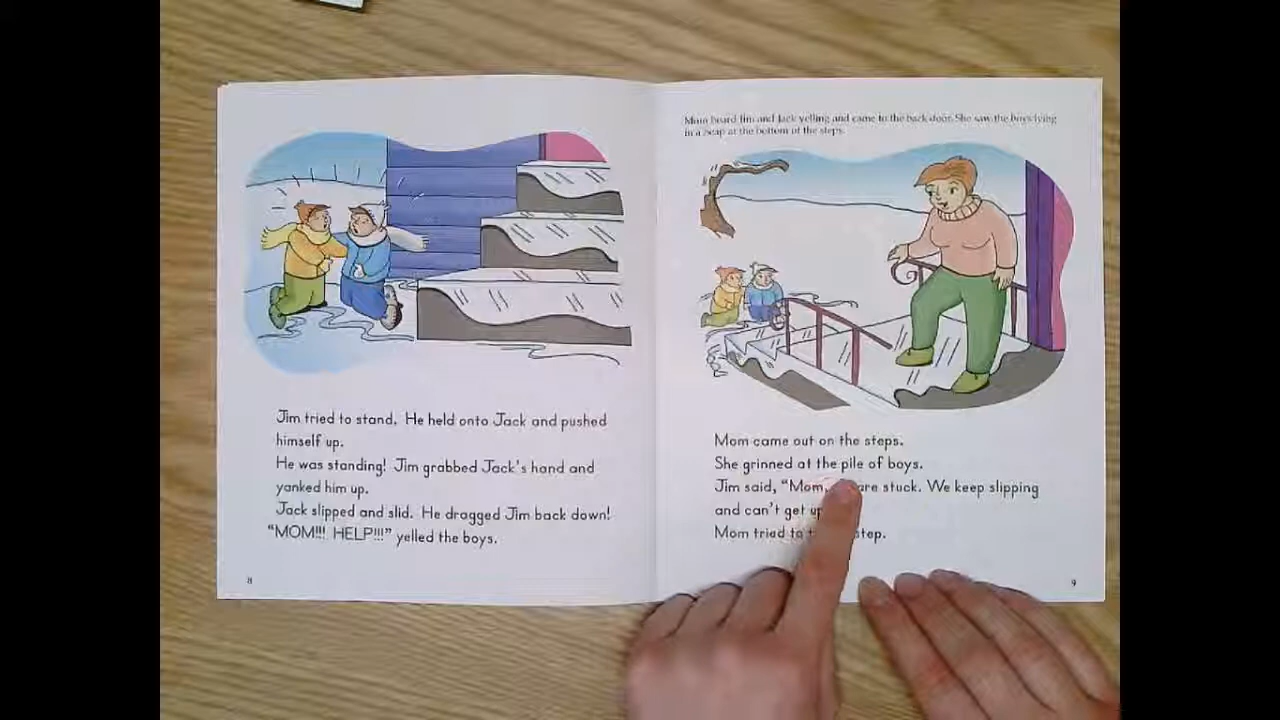 Jim tried to stand. He held onto Jack and pushed
himself up.
He was standing! Jim grabbed Jack's hand and
yanked him up.
Jack slipped and slid. He dragged Jim back down!
"MOM!!! HELP!!!" yelled the boys.
8
Mom heard Jim and Jack yelling and came to the back door. She saw the boys lying
in a heap at the bottom of the steps.
Mom came out on the steps.
She grinned at the pile of boys.
Jim said, "Mom, are stuck. We keep slipping
and can't get up
Mom tried to step.
9